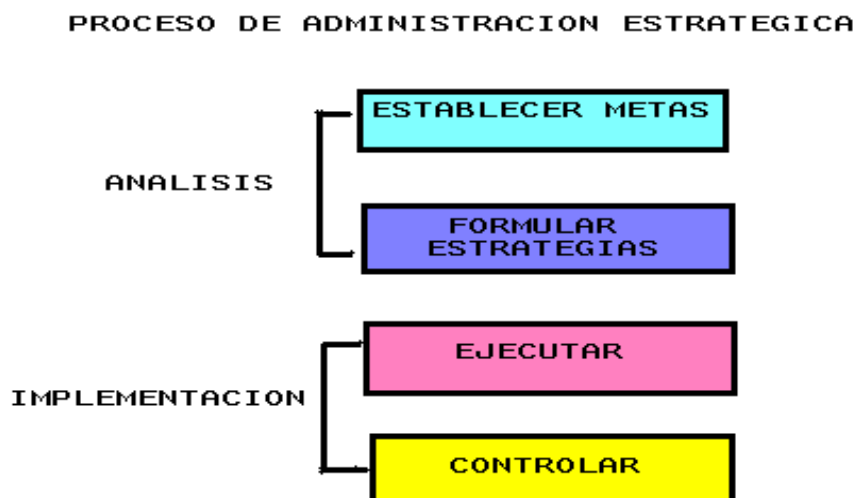 PROCESO DE ADMINISTRACION ESTRATEGICA
ESTABLECER METAS
ANALISIS
FORMULAR
ESTRATEGIAS
EJECUTAR
IMPLEMENTACION
CONTROLAR